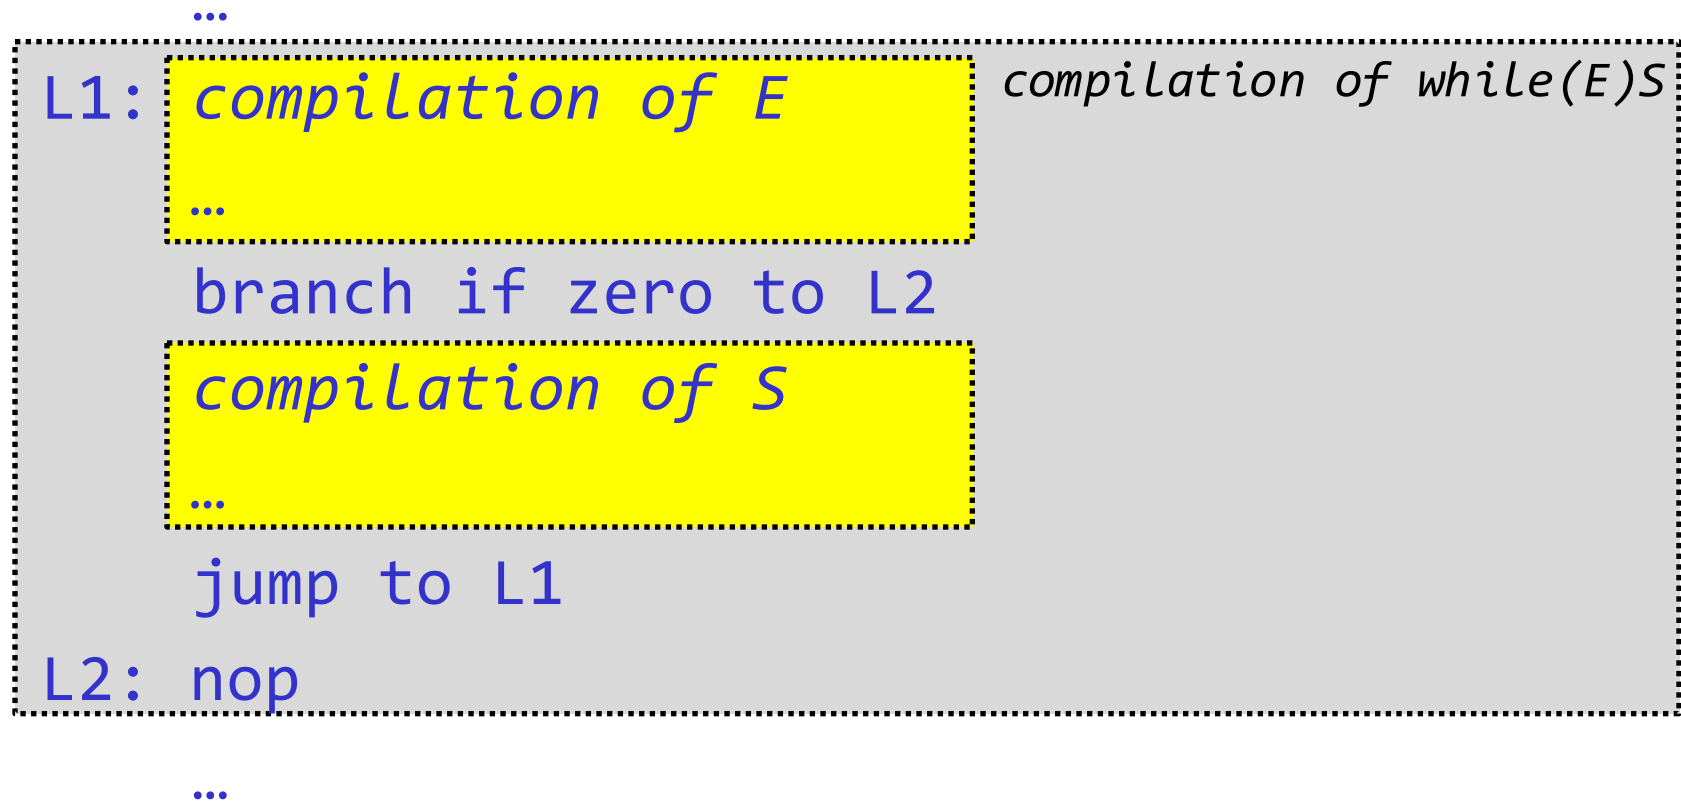 …
L1: compilation of E compilation of while(E)S
…
branch if zero to L2
compilation of S
…
jump to L1
L2: nop
…